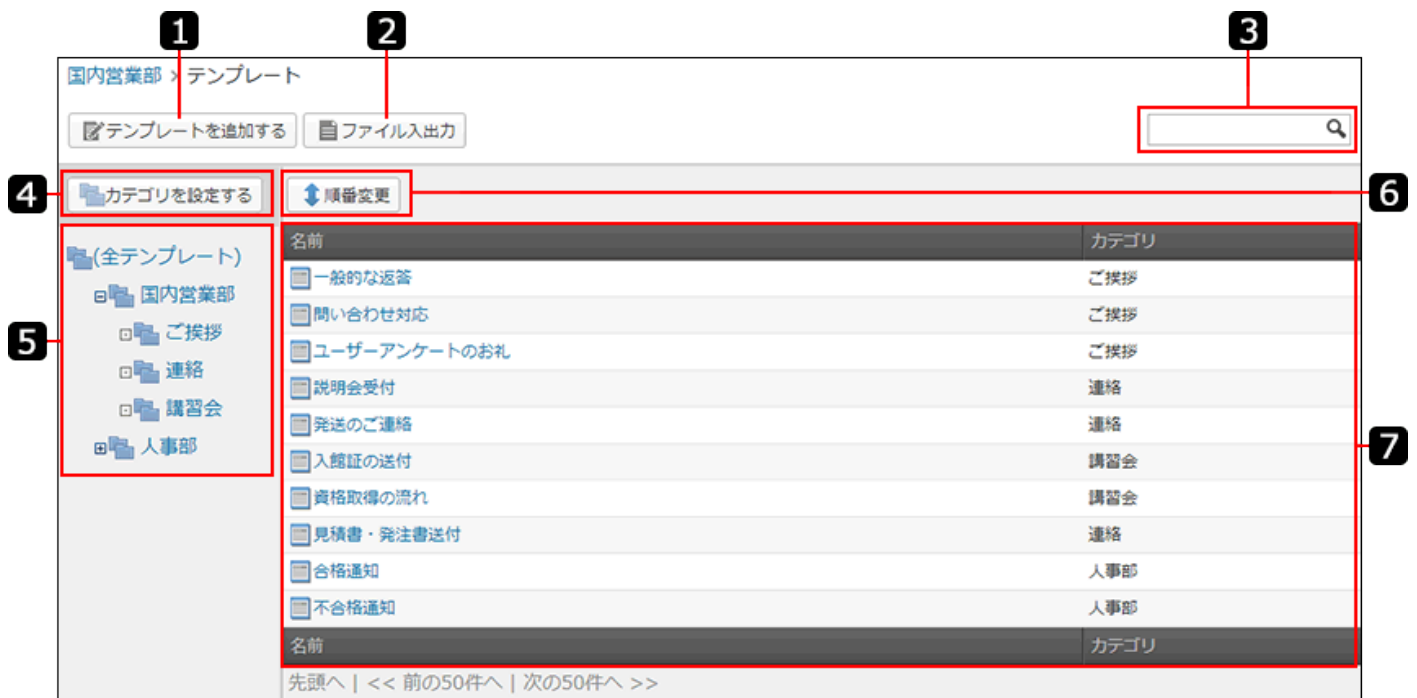 1 2 3
国内営業部 > テンプレート
テンプレートを追加する ファイル入出力
4 カテゴリを設定する 順番変更 6
名前 カテゴリ
(全テンプレート)
国内営業部
ご挨拶
連絡
講習会
人事部
5
一般的な返答 ご挨拶
問い合わせ対応 ご挨拶
ユーザーアンケートのお礼 ご挨拶
説明会受付 連絡
発送のご連絡 連絡
入館証の送付 講習会
資格取得の流れ 講習会
見積書・発注書送付 連絡
合格通知 人事部
不合格通知 人事部
7
名前 カテゴリ
先頭へ | << 前の50件へ | 次の50件へ >>